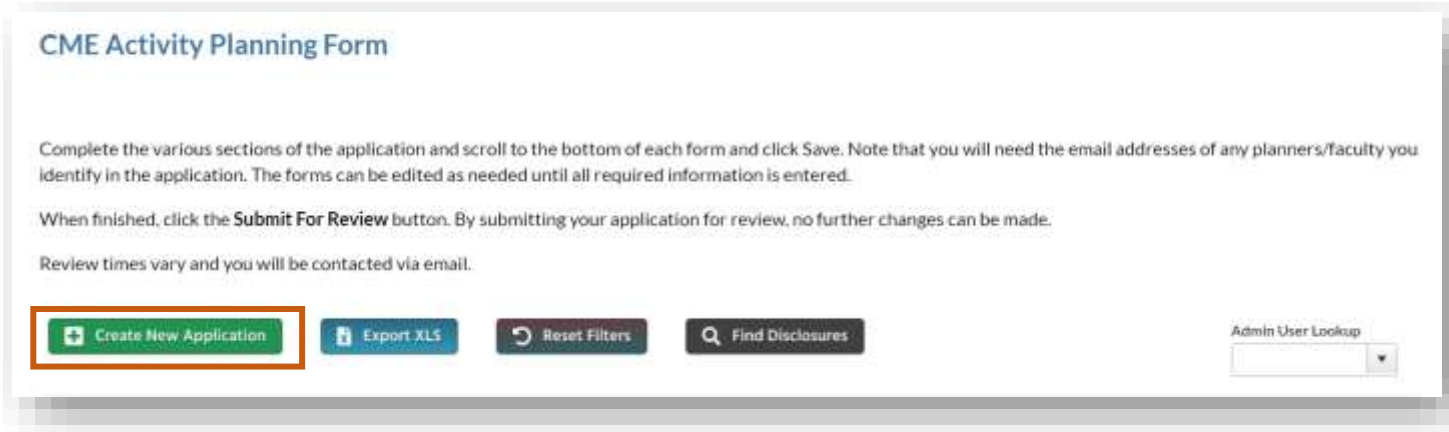 CME Activity Planning Form
Complete the various sections of the application and scroll to the bottom of each form and click Save. Note that you will need the email addresses of any planners/faculty you
identify in the application. The forms can be edited as needed until all required information is entered.
When finished, click the Submit For Review button. By submitting your application for review, no further changes can be made.
Review times vary and you will be contacted via email.
Create New Application
Export XLS
Reset Filters
Find Disclosures
Admin User Lookup